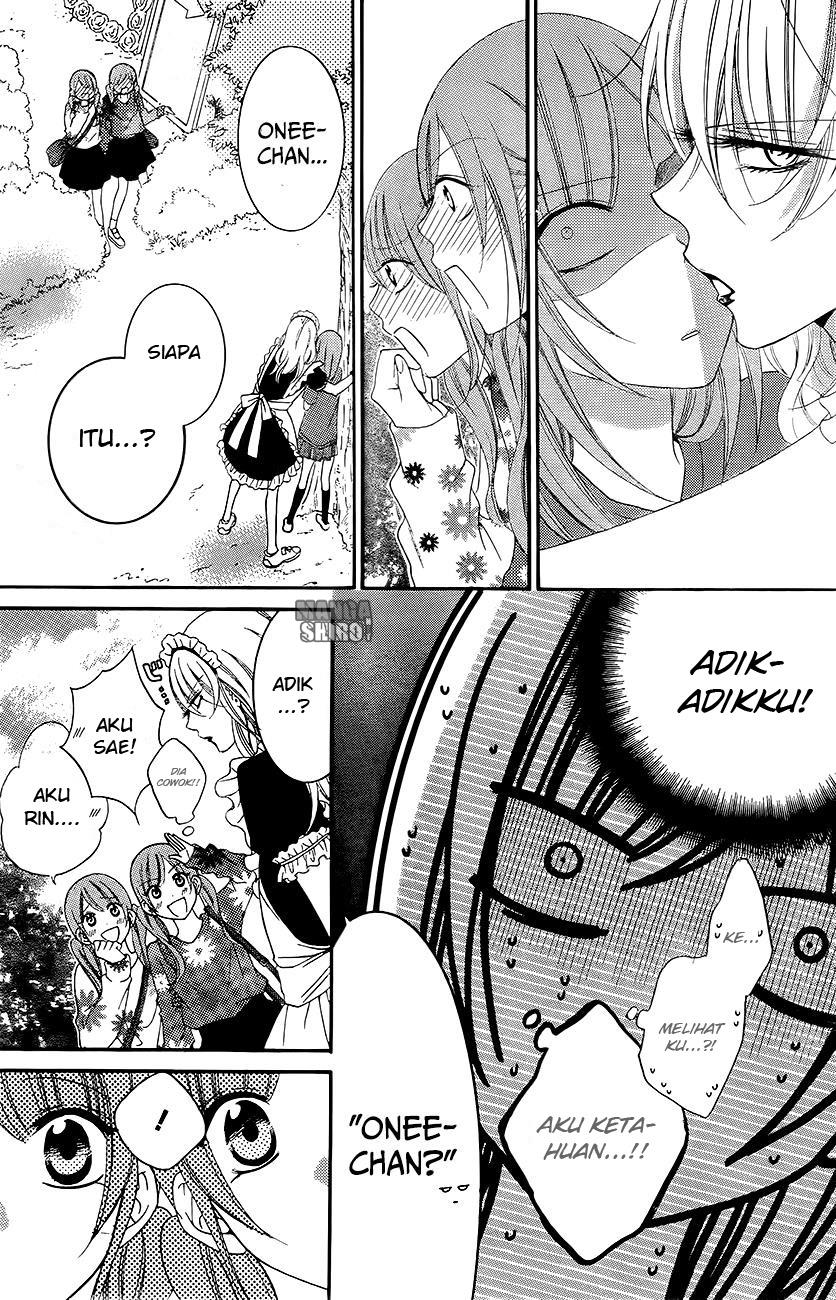 ONEE-
CHAN...
SIAPA
ITU...?
ADIK-
ADIKKU!
KE...
MELIHAT
KU...?!
AKU KETA-
HUAN...!!
"ONEE-
CHAN?"
ADIK
...?
DIA
COWOK!!
AKU
SAE!
AKU
RIN....
!
MANGA
SHIRO